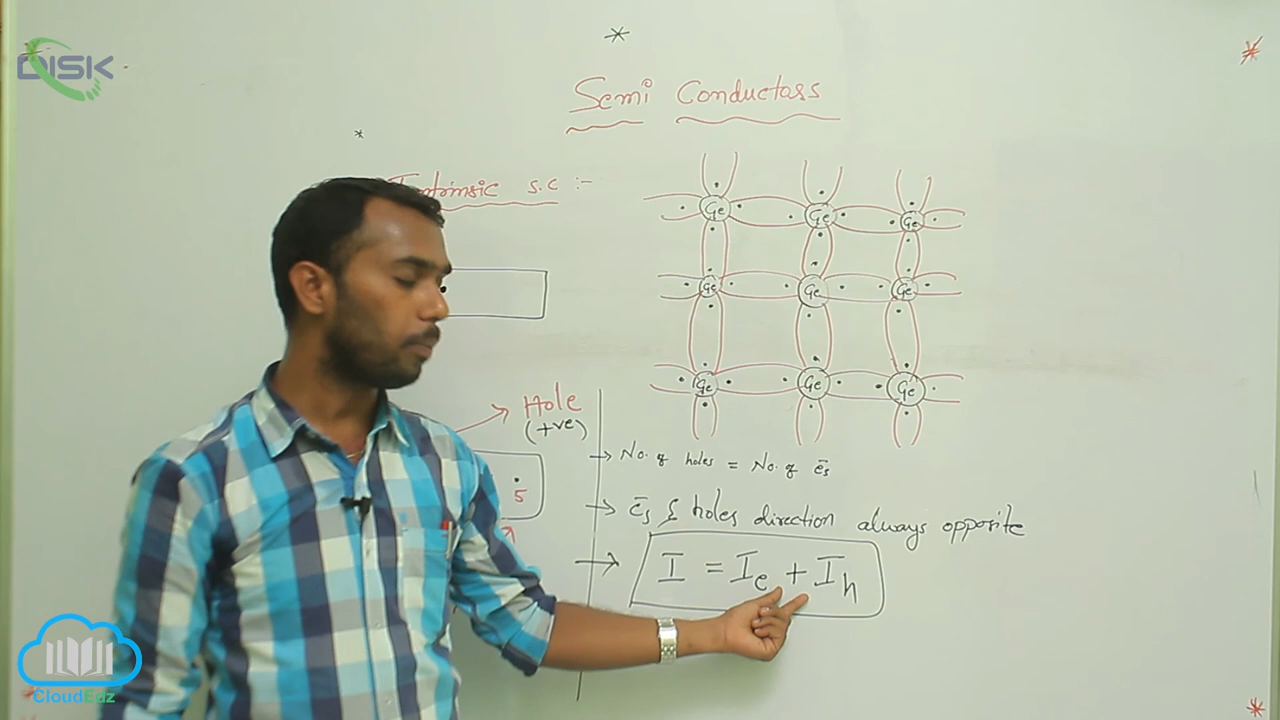 DISK
Semi Conductors
Intrinsic s.c :-
Ge Ge Ge
Ge Ge Ge
Ge Ge Ge
Hole
(+ve)
5
→ No. of holes = No. of ēs
→ ēs & holes direction always opposite
→ I = Ie + Ih
CloudEdz